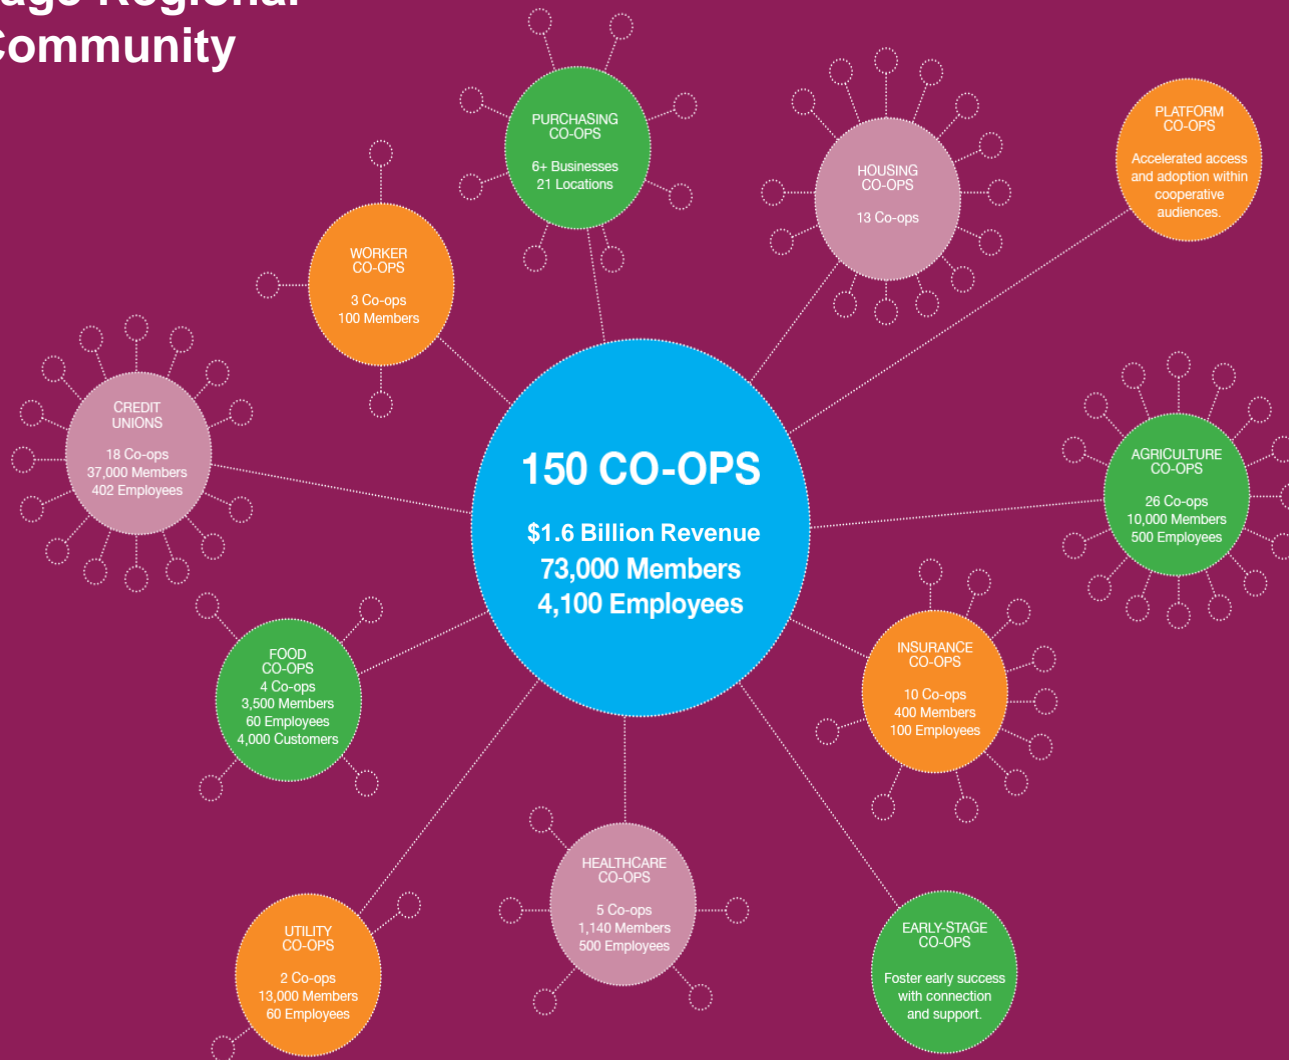 Regional
Community
PURCHASING
CO-OPS
6+ Businesses
21 Locations
HOUSING
CO-OPS
13 Co-ops
PLATFORM
CO-OPS
Accelerated access
and adoption within
cooperative
audiences.
WORKER
CO-OPS
3 Co-ops
100 Members
CREDIT
UNIONS
18 Co-ops
37,000 Members
402 Employees
150 CO-OPS
$1.6 Billion Revenue
73,000 Members
4,100 Employees
AGRICULTURE
CO-OPS
26 Co-ops
10,000 Members
500 Employees
FOOD
CO-OPS
4 Co-ops
3,500 Members
60 Employees
4,000 Customers
INSURANCE
CO-OPS
10 Co-ops
400 Members
100 Employees
HEALTHCARE
CO-OPS
5 Co-ops
1,140 Members
500 Employees
UTILITY
CO-OPS
2 Co-ops
13,000 Members
60 Employees
EARLY-STAGE
CO-OPS
Foster early success
with connection
and support.